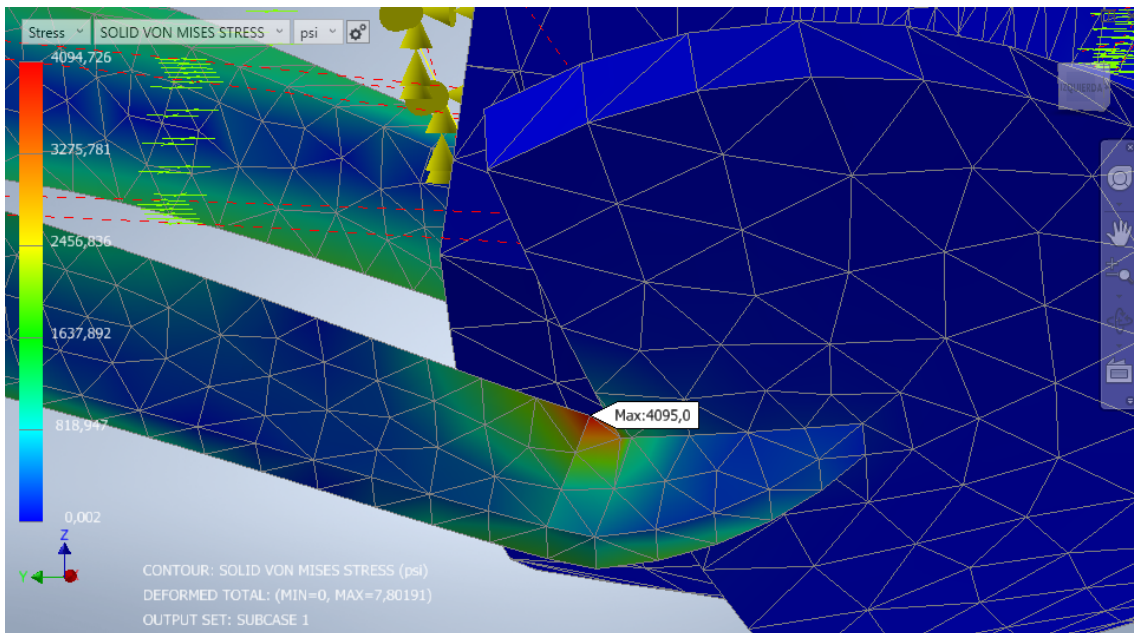 Stress SOLID VON MISES STRESS psi
4094,726
3275,781
2456,836
1637,892
818,947
0,002
Max:4095,0
IZQUIERDA
Z
Y
CONTOUR: SOLID VON MISES STRESS (psi)
DEFORMED TOTAL: (MIN=0, MAX=7,80191)
OUTPUT SET: SUBCASE 1